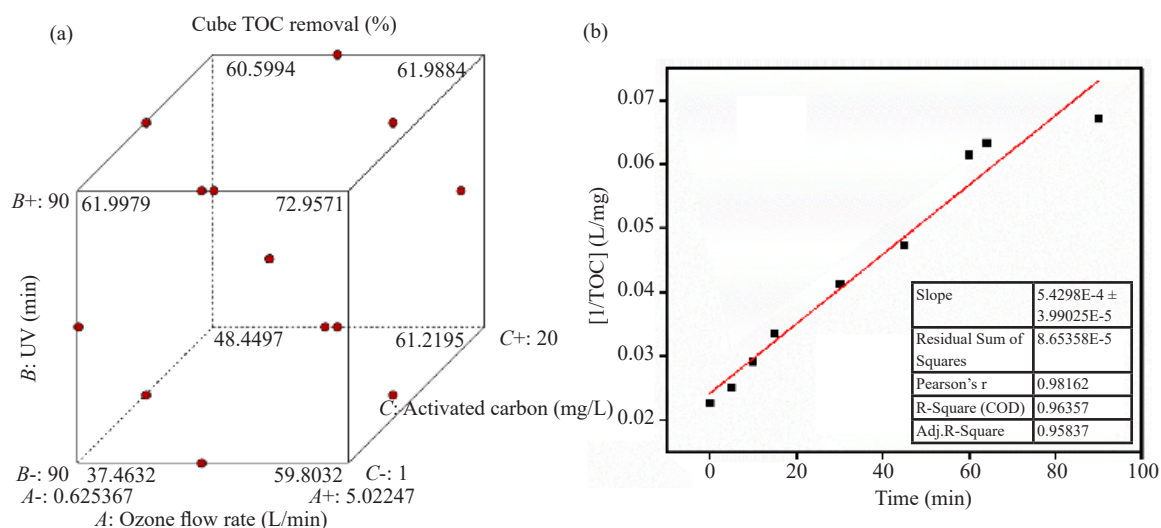 (a)
Cube TOC removal (%)
60.5994
61.9884
B+: 90
61.9779
72.9571
B: UV (min)
48.4497
61.2195
C+: 20
C: Activated carbon (mg/L)
B-: 90
37.4632
59.8032
C-: 1
A-: 0.625367
A+: 5.02247
A: Ozone flow rate (L/min)
(b)
[1/TOC] (L/mg)
0.07
0.06
0.05
0.04
0.03
0.02
Slope
5.4298E-4 ±
3.99025E-5
Residual Sum of
Squares
8.65358E-5
Pearson's r
0.98162
R-Square (COD)
0.96357
Adj.R-Square
0.95837
0
20
40
60
80
100
Time (min)